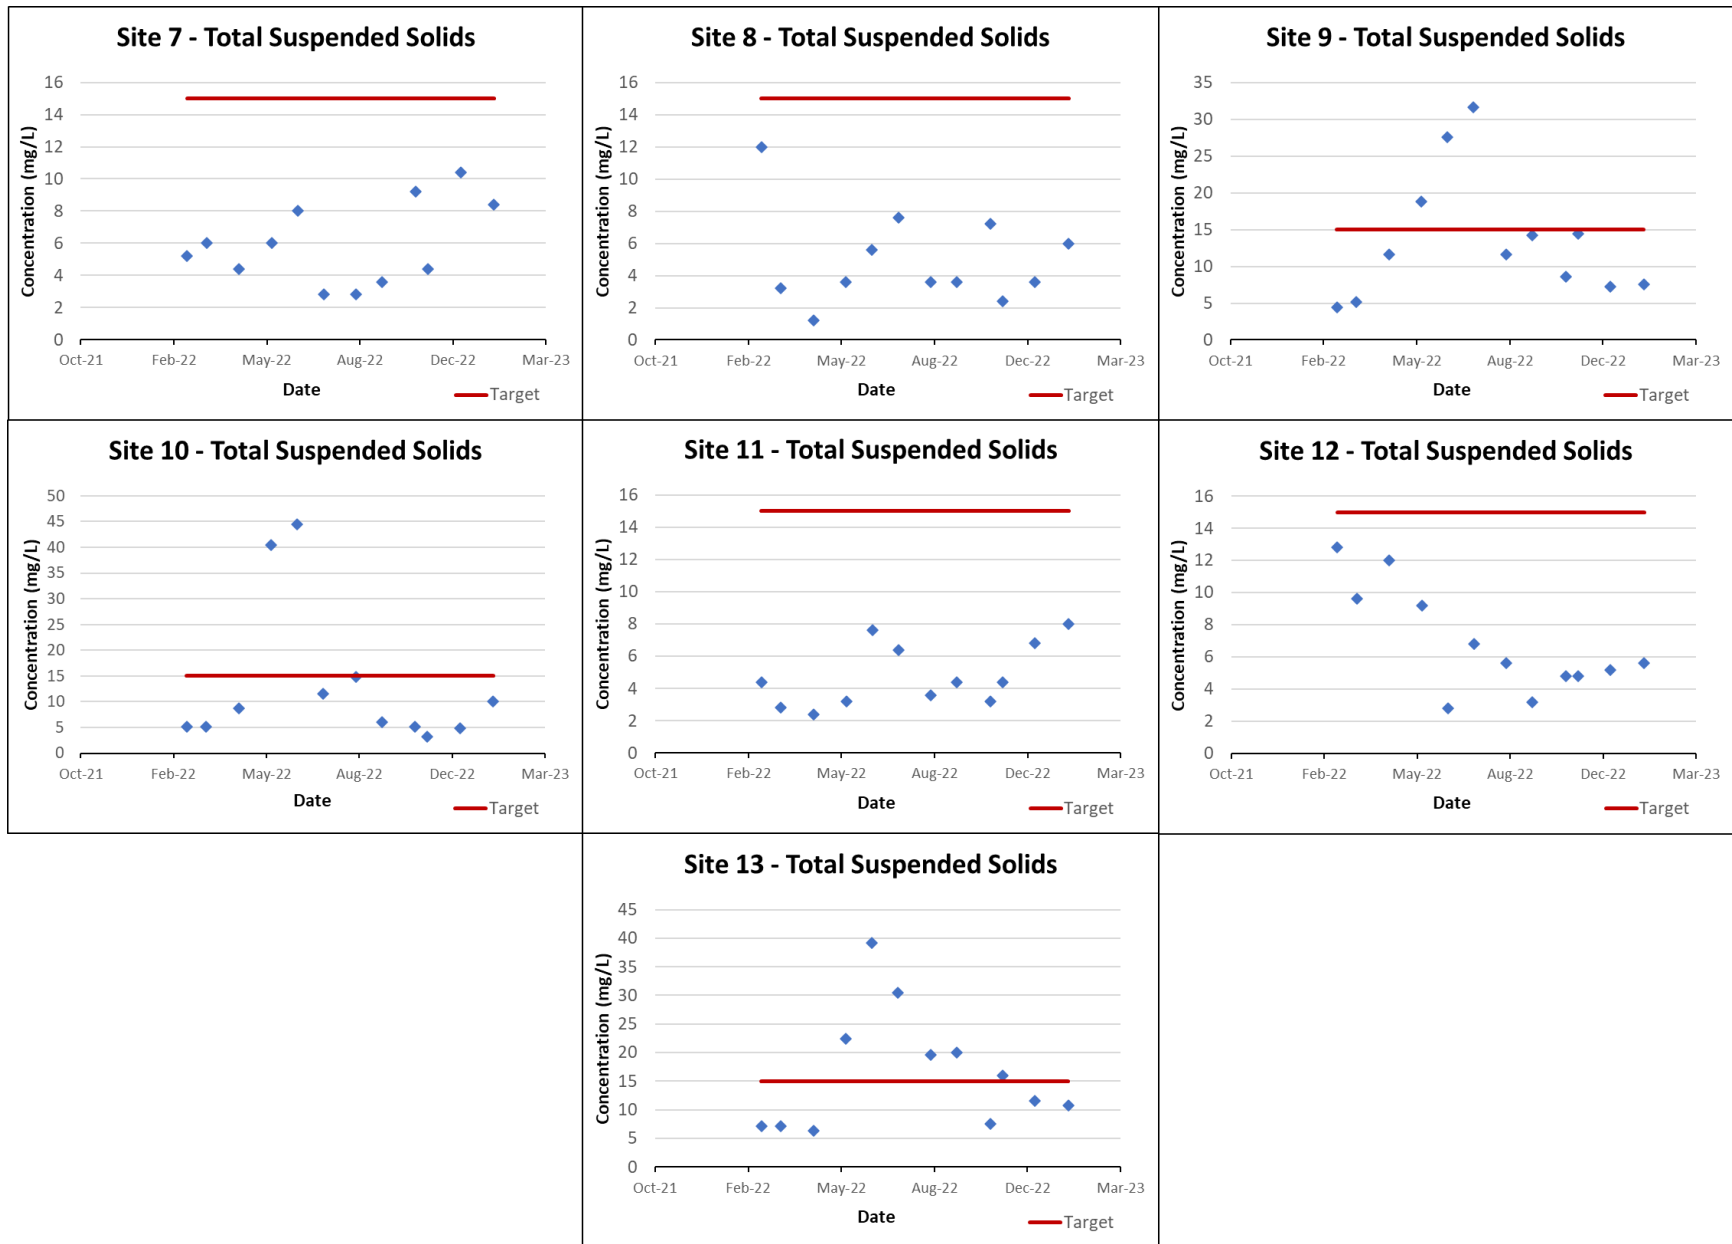 Site 7 - Total Suspended Solids
Concentration (mg/L)
16
14
12
10
8
6
4
2
0
Oct-21 Feb-22 May-22 Aug-22 Dec-22 Mar-23
Date
Target
Site 8 - Total Suspended Solids
Concentration (mg/L)
16
14
12
10
8
6
4
2
0
Oct-21 Feb-22 May-22 Aug-22 Dec-22 Mar-23
Date
Target
Site 9 - Total Suspended Solids
Concentration (mg/L)
35
30
25
20
15
10
5
0
Oct-21 Feb-22 May-22 Aug-22 Dec-22 Mar-23
Date
Target
Site 10 - Total Suspended Solids
Concentration (mg/L)
50
45
40
35
30
25
20
15
10
5
0
Oct-21 Feb-22 May-22 Aug-22 Dec-22 Mar-23
Date
Target
Site 11 - Total Suspended Solids
Concentration (mg/L)
16
14
12
10
8
6
4
2
0
Oct-21 Feb-22 May-22 Aug-22 Dec-22 Mar-23
Date
Target
Site 12 - Total Suspended Solids
Concentration (mg/L)
16
14
12
10
8
6
4
2
0
Oct-21 Feb-22 May-22 Aug-22 Dec-22 Mar-23
Date
Target
Site 13 - Total Suspended Solids
Concentration (mg/L)
45
40
35
30
25
20
15
10
5
0
Oct-21 Feb-22 May-22 Aug-22 Dec-22 Mar-23
Date
Target